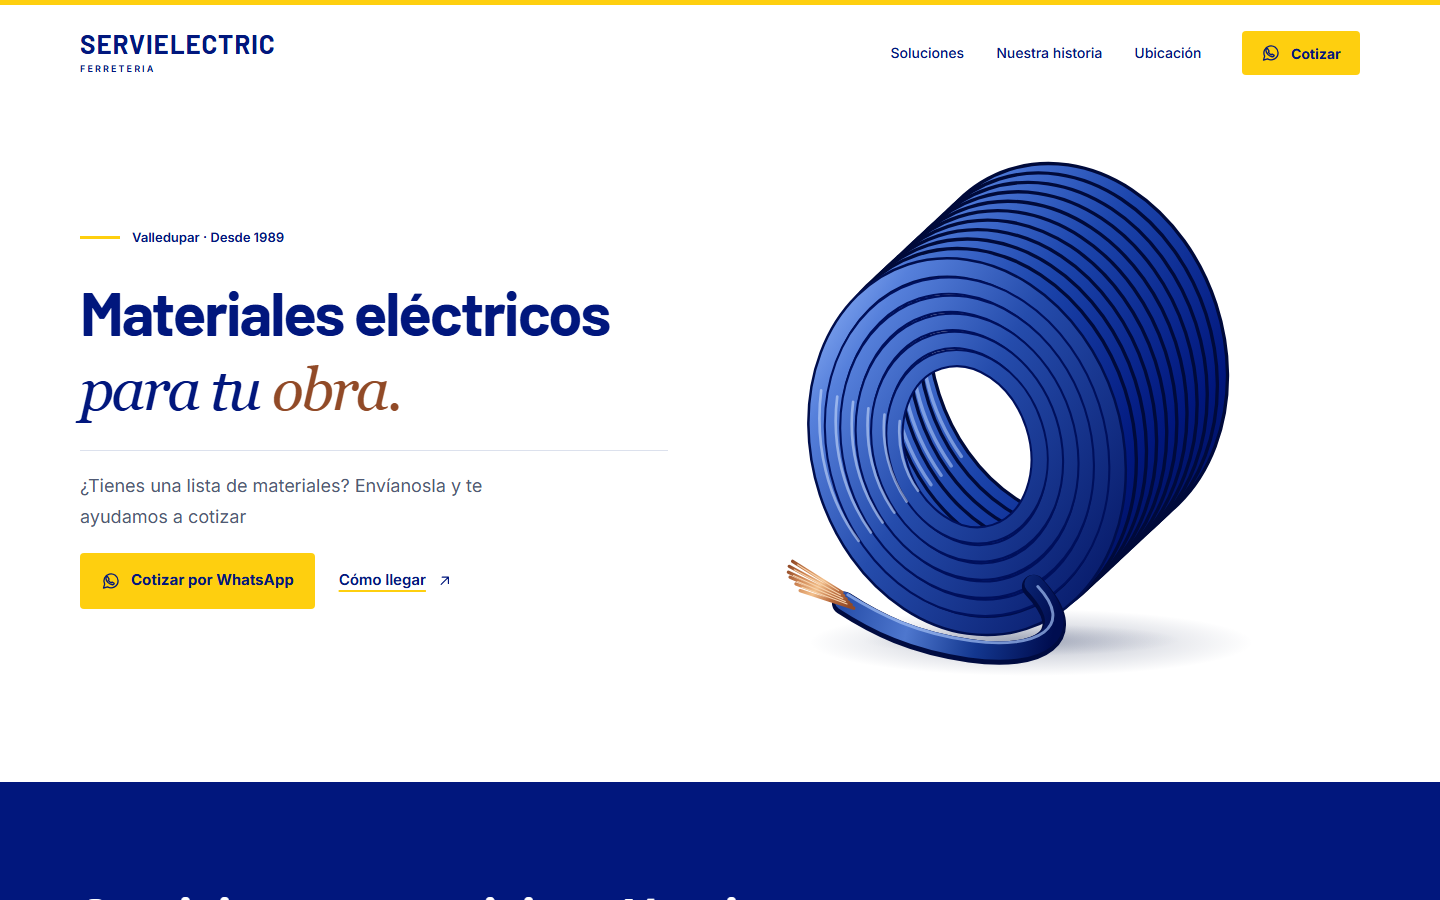 SERVIELECTRIC
FERRETERIA
Soluciones
Nuestra historia
Ubicación
Cotizar
Valledupar · Desde 1989
Materiales eléctricos
para tu obra.
¿Tienes una lista de materiales? Envíanosla y te
ayudamos a cotizar
Cotizar por WhatsApp
Cómo llegar